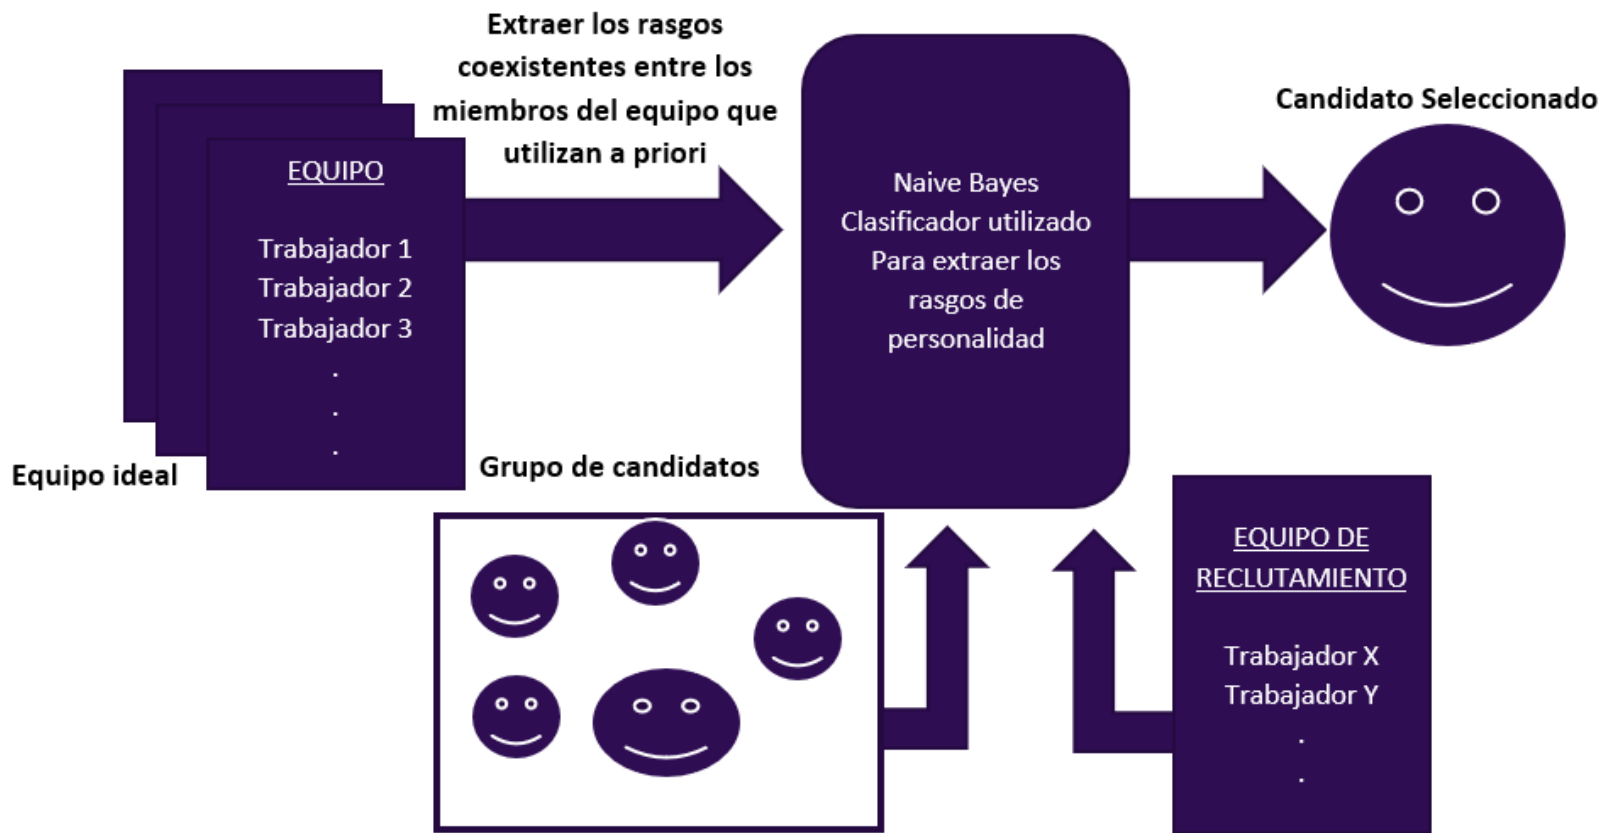 Extraer los rasgos
coexistentes entre los
miembros del equipo que
utilizan a priori
EQUIPO
Trabajador 1
Trabajador 2
Trabajador 3
.
.
.
Equipo ideal
Naive Bayes
Clasificador utilizado
Para extraer los
rasgos de
personalidad
Candidato Seleccionado
Grupo de candidatos
EQUIPO DE
RECLUTAMIENTO
Trabajador X
Trabajador Y
.
.